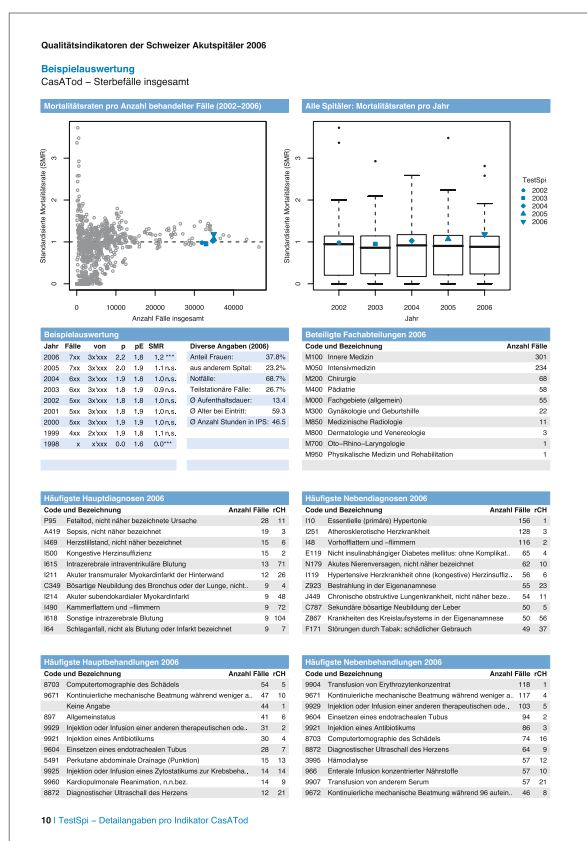 Qualitätsindikatoren der Schweizer Akutspitäler 2006
Beispielauswertung
CasATod – Sterbefälle insgesamt
Mortalitätsraten pro Anzahl behandelter Fälle (2002–2006)
Standardisierte Mortalitätsrate (SMR)
0 1 2 3
0 10000 20000 30000 40000
Anzahl Fälle insgesamt
Alle Spitäler: Mortalitätsraten pro Jahr
Standardisierte Mortalitätsrate (SMR)
0 1 2 3
2002 2003 2004 2005 2006
Jahr
TestSpi
2002
2003
2004
2005
2006
Beispielauswertung
Jahr Fälle von p pE SMR Diverse Angaben (2006)
2006 7xx 3x'xxx 2,2 1.8 1,2 *** Anteil Frauen: 37.8%
2005 7xx 3x'xxx 2.0 1.9 1.1 n.s. aus anderem Spital: 23.2%
2004 6xx 3x'xxx 1.9 1.8 1.0 n.s. Notfälle: 68.7%
2003 6xx 3x'xxx 1.8 1.9 0.9 n.s. Teilstationäre Fälle: 26.7%
2002 5xx 3x'xxx 1.8 1.8 1.0 n.s. Ø Aufenthaltsdauer: 13.4
2001 5xx 3x'xxx 1.8 1.9 1.0 n.s. Ø Alter bei Eintritt: 59.3
2000 5xx 3x'xxx 1.9 1.9 1.0 n.s. Ø Anzahl Stunden in IPS: 46.5
1999 4xx 2x'xxx 1.9 1.8 1.1 n.s.
1998 x x'xxx 0.0 1.6 0.0***
Beteiligte Fachabteilungen 2006
Code und Bezeichnung Anzahl Fälle
M100 Innere Medizin 301
M050 Intensivmedizin 234
M200 Chirurgie 68
M400 Pädiatrie 58
M000 Fachgebiete (allgemein) 55
M300 Gynäkologie und Geburtshilfe 22
M850 Medizinische Radiologie 11
M800 Dermatologie und Venereologie 3
M700 Oto–Rhino–Laryngologie 1
M950 Physikalische Medizin und Rehabilitation 1
Häufigste Hauptdiagnosen 2006
Code und Bezeichnung Anzahl Fälle rCH
P95 Fetaltod, nicht näher bezeichnete Ursache 28 11
A419 Sepsis, nicht näher bezeichnet 19 3
I469 Herzstillstand, nicht näher bezeichnet 15 6
I500 Kongestive Herzinsuffizienz 15 2
I615 Intrazerebrale intraventrikuläre Blutung 13 71
I211 Akuter transmuraler Myokardinfarkt der Hinterwand 12 26
C349 Bösartige Neubildung des Bronchus oder der Lunge, nicht.. 9 4
I214 Akuter subendokardialer Myokardinfarkt 9 48
I490 Kammerflattern und –flimmern 9 72
I618 Sonstige intrazerebrale Blutung 9 104
I64 Schlaganfall, nicht als Blutung oder Infarkt bezeichnet 9 7
Häufigste Nebendiagnosen 2006
Code und Bezeichnung Anzahl Fälle rCH
I10 Essentielle (primäre) Hypertonie 156 1
I251 Atherosklerotische Herzkrankheit 128 3
I48 Vorhofflattern und –flimmern 116 2
E119 Nicht insulinabhängiger Diabetes mellitus: ohne Komplikat.. 65 4
N179 Akutes Nierenversagen, nicht näher bezeichnet 62 10
I119 Hypertensive Herzkrankheit ohne (kongestive) Herzinsuffiz.. 56 6
Z923 Bestrahlung in der Eigenanamnese 55 23
J449 Chronische obstruktive Lungenkrankheit, nicht näher beze.. 54 11
C787 Sekundäre bösartige Neubildung der Leber 50 5
Z867 Krankheiten des Kreislaufsystems in der Eigenanamnese 50 56
F171 Störungen durch Tabak: schädlicher Gebrauch 49 37
Häufigste Hauptbehandlungen 2006
Code und Bezeichnung Anzahl Fälle rCH
8703 Computertomographie des Schädels 54 5
9671 Kontinuierliche mechanische Beatmung während weniger a.. 47 10
Keine Angabe 44 1
897 Allgemeinstatus 41 6
9929 Injektion oder Infusion einer anderen therapeutischen ode.. 31 2
9921 Injektion eines Antibiotikums 30 4
9604 Einsetzen eines endotrachealen Tubus 28 7
5491 Perkutane abdominale Drainage (Punktion) 15 13
9925 Injektion oder Infusion eines Zytostatikums zur Krebsbeha.. 14 14
9960 Kardiopulmonale Reanimation, n.n.bez. 14 9
8872 Diagnostischer Ultraschall des Herzens 12 21
Häufigste Nebenbehandlungen 2006
Code und Bezeichnung Anzahl Fälle rCH
9904 Transfusion von Erythrozytenkonzentrat 118 1
9671 Kontinuierliche mechanische Beatmung während weniger a.. 117 4
9929 Injektion oder Infusion einer anderen therapeutischen ode.. 103 5
9604 Einsetzen eines endotrachealen Tubus 94 2
9921 Injektion eines Antibiotikums 86 3
8703 Computertomographie des Schädels 74 16
8872 Diagnostischer Ultraschall des Herzens 64 9
3995 Hämodialyse 57 12
966 Enterale Infusion konzentrierter Nährstoffe 57 10
9907 Transfusion von anderem Serum 57 21
9672 Kontinuierliche mechanische Beatmung während 96 aufein.. 46 8
10 | TestSpi – Detailangaben pro Indikator CasATod